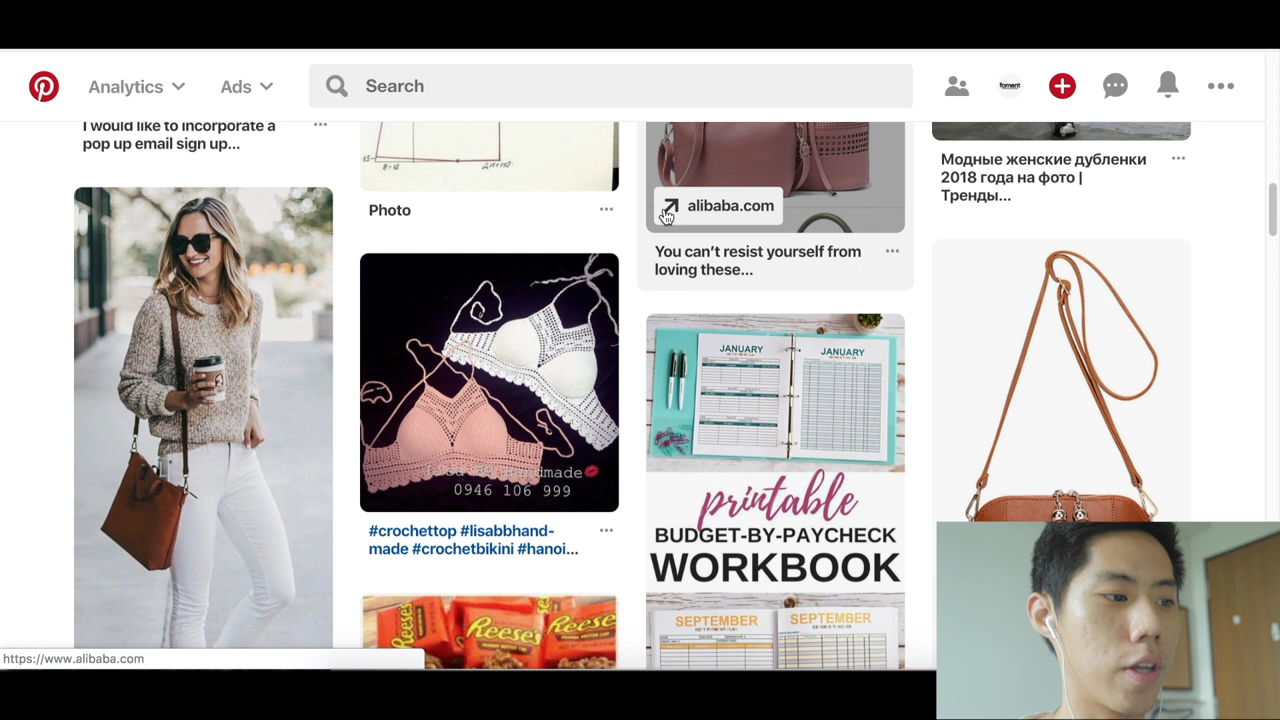 Analytics
Ads
Search
foment
I would like to incorporate a
pop up email sign up...
Photo
alibaba.com
You can’t resist yourself from
loving these...
Модные женские дубленки
2018 года на фото |
Тренды...
0946 106 999
#crochettop #lisabbhand-
made #crochetbikini #hanoi...
JANUARY
JANUARY
printable
BUDGET-BY-PAYCHECK
WORKBOOK
SEPTEMBER
SEPTEMBER
Reese's
Reese's
https://www.alibaba.com